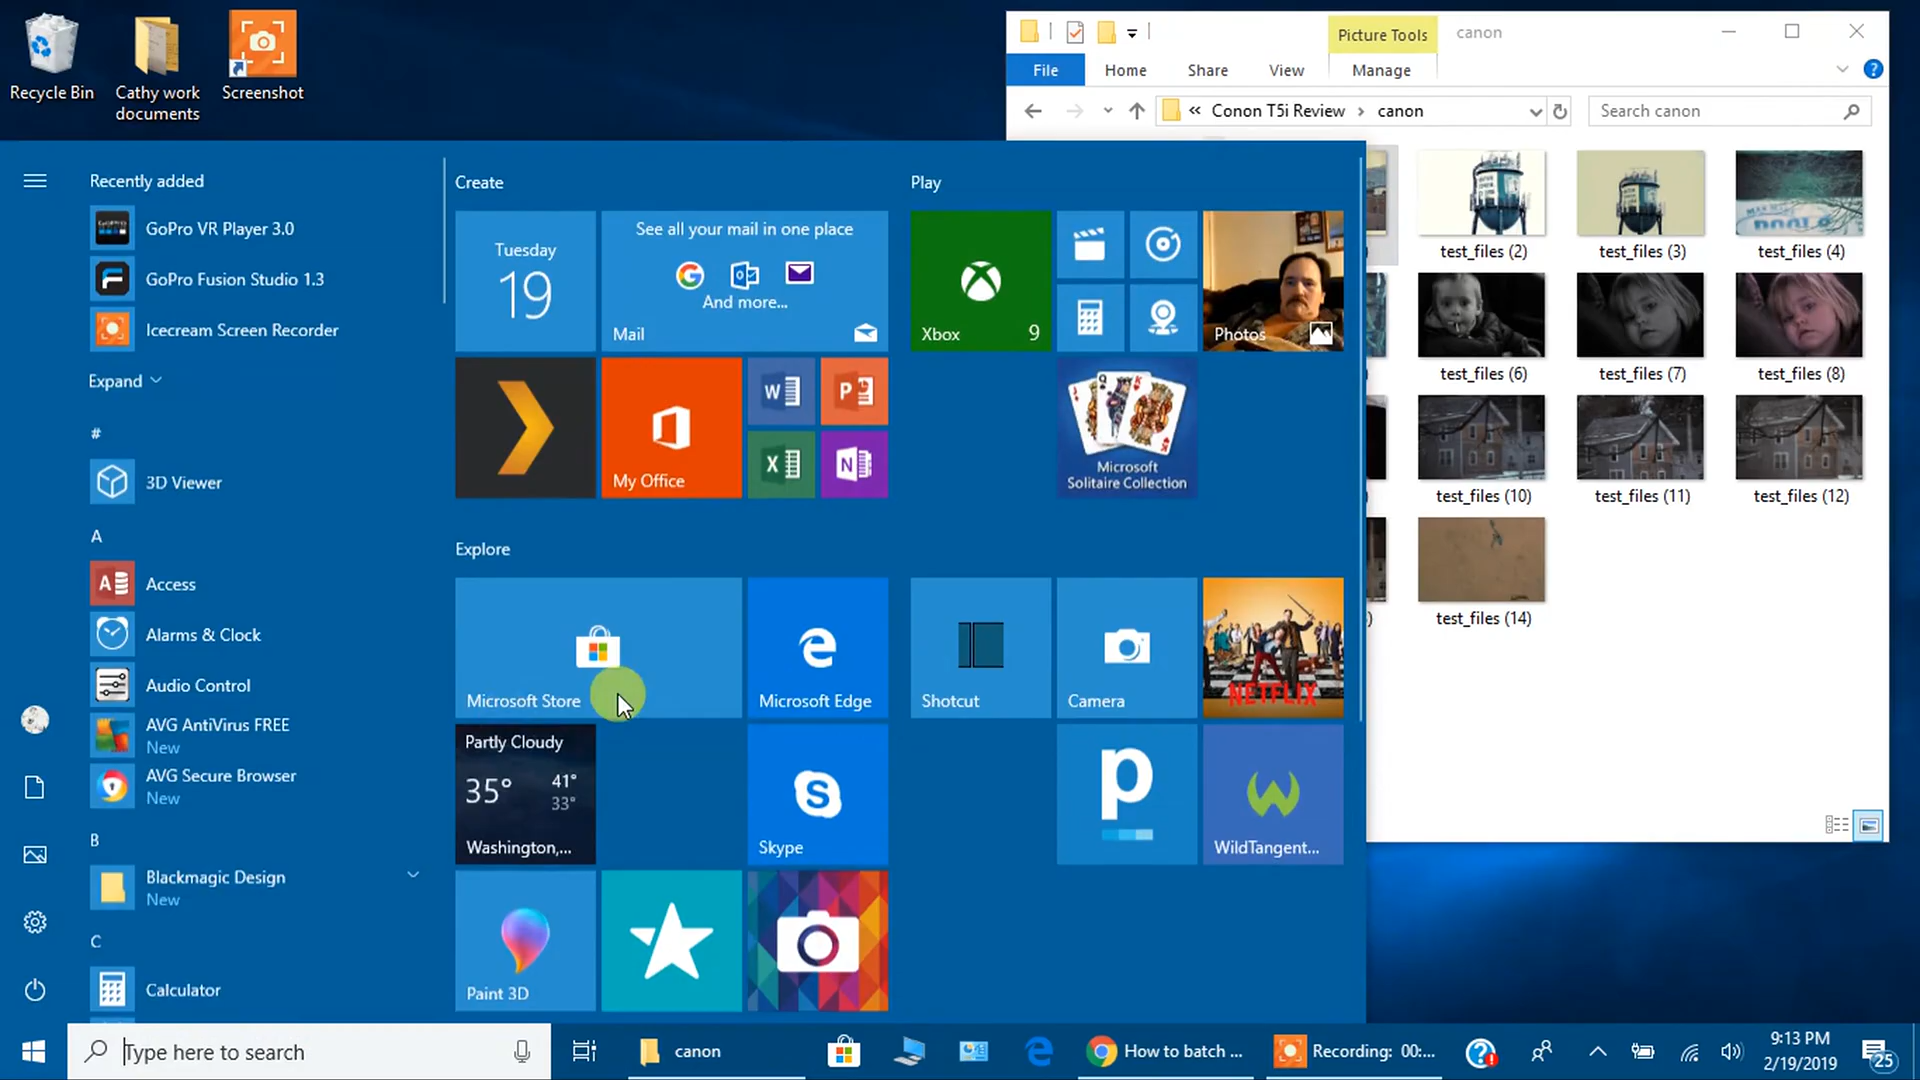 Recycle Bin
Cathy work
documents
Screenshot
Picture Tools
canon
File
Home
Share
View
Manage
« Conon T5i Review › canon
Search canon
test_files (2)
test_files (3)
test_files (4)
test_files (6)
test_files (7)
test_files (8)
test_files (10)
test_files (11)
test_files (12)
test_files (14)
Recently added
GoPro VR Player 3.0
GoPro Fusion Studio 1.3
Icecream Screen Recorder
Expand
#
3D Viewer
A
Access
Alarms & Clock
Audio Control
AVG AntiVirus FREE
New
AVG Secure Browser
New
B
Blackmagic Design
New
C
Calculator
Create
Tuesday
19
See all your mail in one place
And more...
Mail
My Office
Play
Xbox
9
Photos
Microsoft
Solitaire Collection
Explore
Microsoft Store
Microsoft Edge
Partly Cloudy
35°
41°
33°
Washington,...
Skype
Paint 3D
Shotcut
Camera
NETFLIX
p
WildTangent...
Type here to search
canon
How to batch ...
Recording: 00:...
9:13 PM
2/19/2019
25